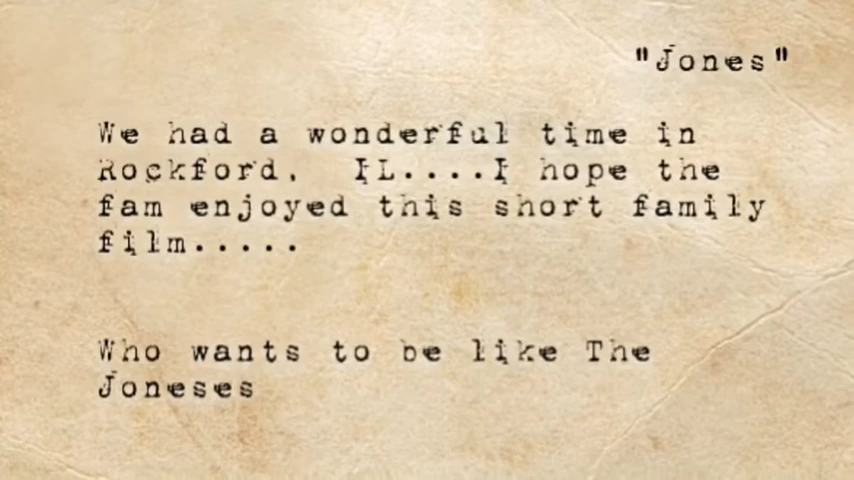 "Jones"
We had a wonderful time in
Rockford, IL....I hope the
fam enjoyed this short family
film.....
Who wants to be like The
Joneses